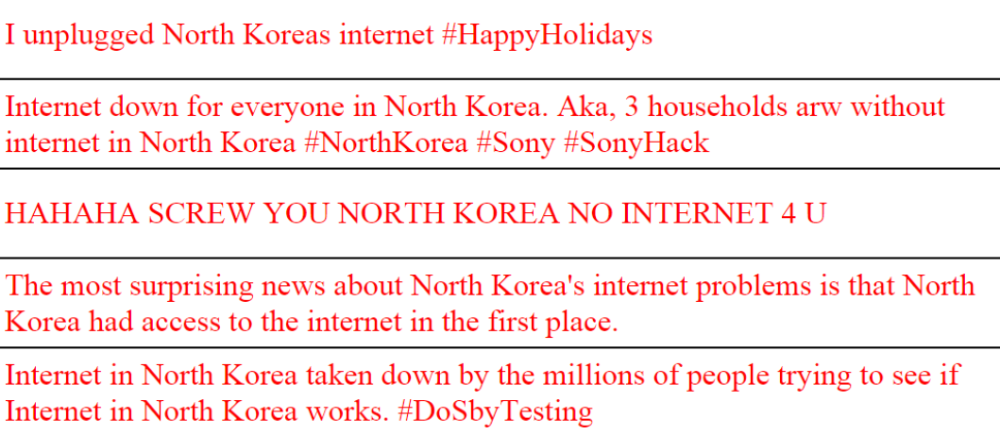 I unplugged North Koreas internet #HappyHolidays
Internet down for everyone in North Korea. Aka, 3 households arw without
internet in North Korea #NorthKorea #Sony #SonyHack
HAHAHA SCREW YOU NORTH KOREA NO INTERNET 4 U
The most surprising news about North Korea's internet problems is that North
Korea had access to the internet in the first place.
Internet in North Korea taken down by the millions of people trying to see if
Internet in North Korea works. #DoSbyTesting